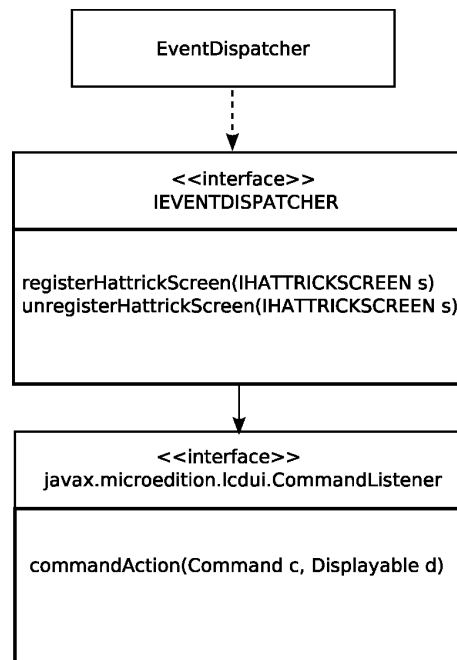 EventDispatcher
<<interface>>
IEVENTDISPATCHER
registerHattrickScreen(IHATTRICKSCREEN s)
unregisterHattrickScreen(IHATTRICKSCREEN s)
<<interface>>
javax.microedition.lcdui.CommandListener
commandAction(Command c, Displayable d)